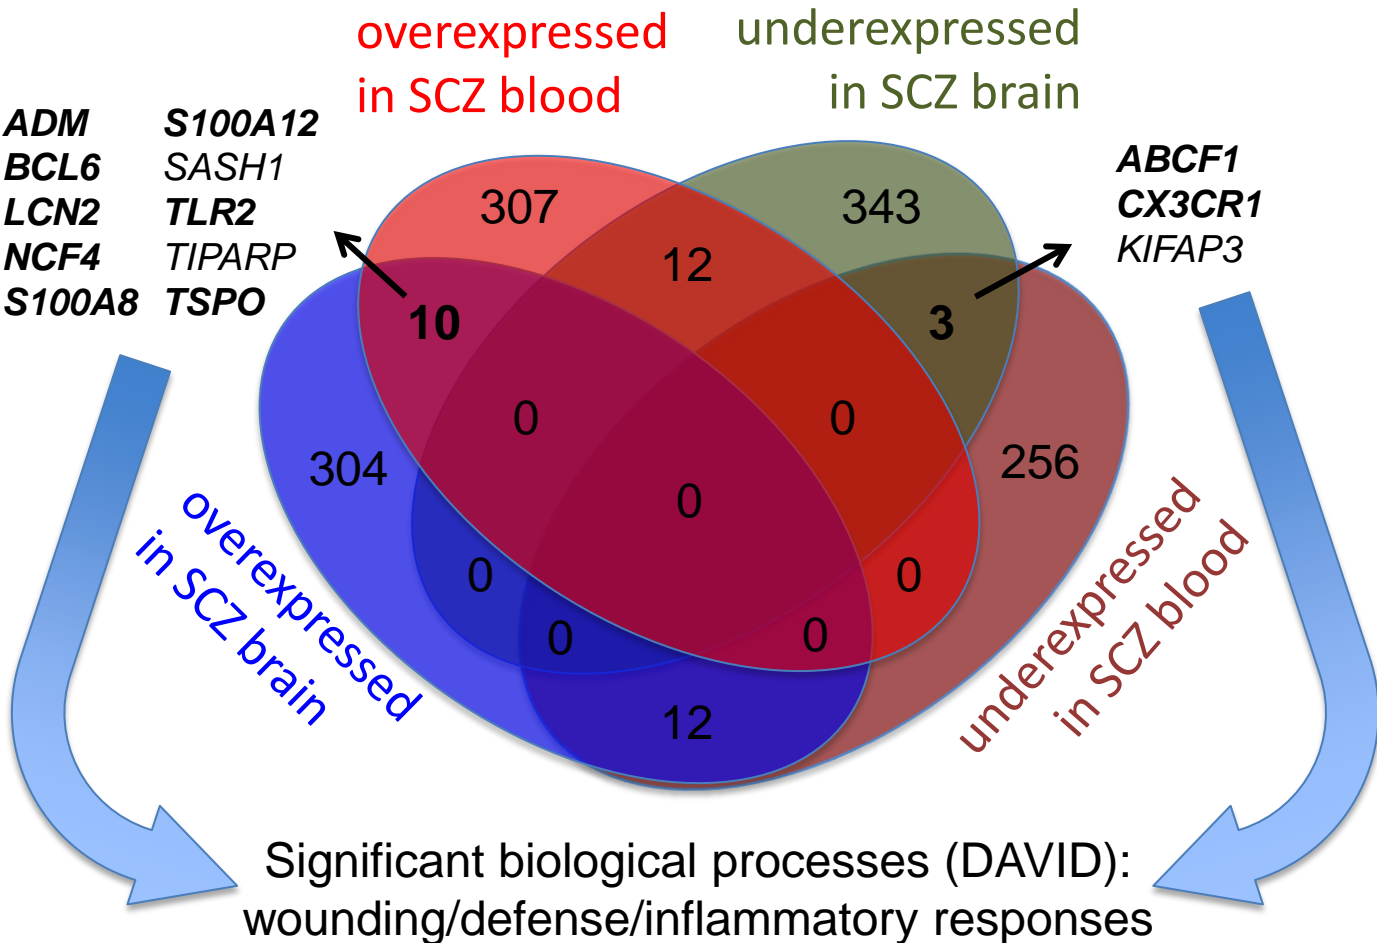 overexpressed
in SCZ blood
underexpressed
in SCZ brain
ADM S100A12
BCL6 SASH1
LCN2 TLR2
NCF4 TIPARP
S100A8 TSPO
ABCF1
CX3CR1
KIFAP3
307
343
12
10
3
0
0
304
256
0
0
0
0
0
12
overexpressed
in SCZ brain
underexpressed
in SCZ blood
Significant biological processes (DAVID):
wounding/defense/inflammatory responses